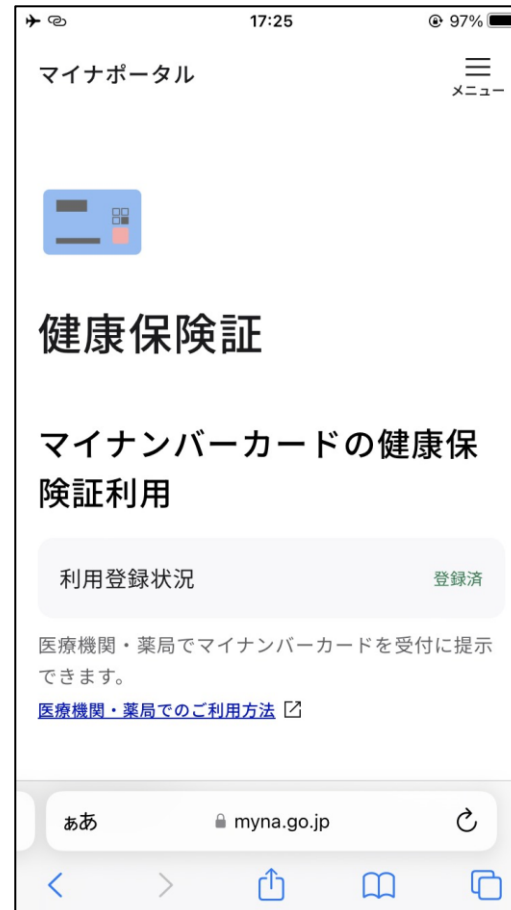 17:25
97%
マイナポータル
メニュー
健康保険証
マイナンバーカードの健康保
険証利用
利用登録状況
登録済
医療機関・薬局でマイナンバーカードを受付に提示
できます。
医療機関・薬局でのご利用方法
ぁあ
myna.go.jp